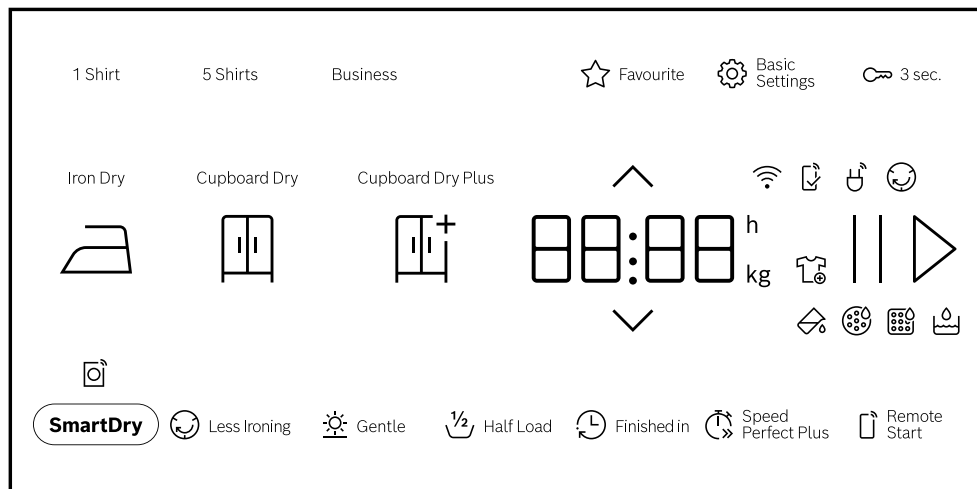 1 Shirt
5 Shirts
Business
Favourite
Basic
Settings
3 sec.
Iron Dry
Cupboard Dry
Cupboard Dry Plus
88:88
h
kg
SmartDry
Less Ironing
Gentle
½
Half Load
Finished in
Speed
Perfect Plus
Remote
Start